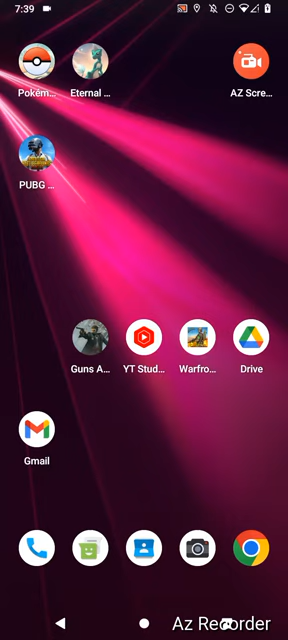 7:39
Pokém... Eternal ... AZ Scre...
PUBG ...
Guns A... YT Stud... Warfro... Drive
Gmail
Az Recorder